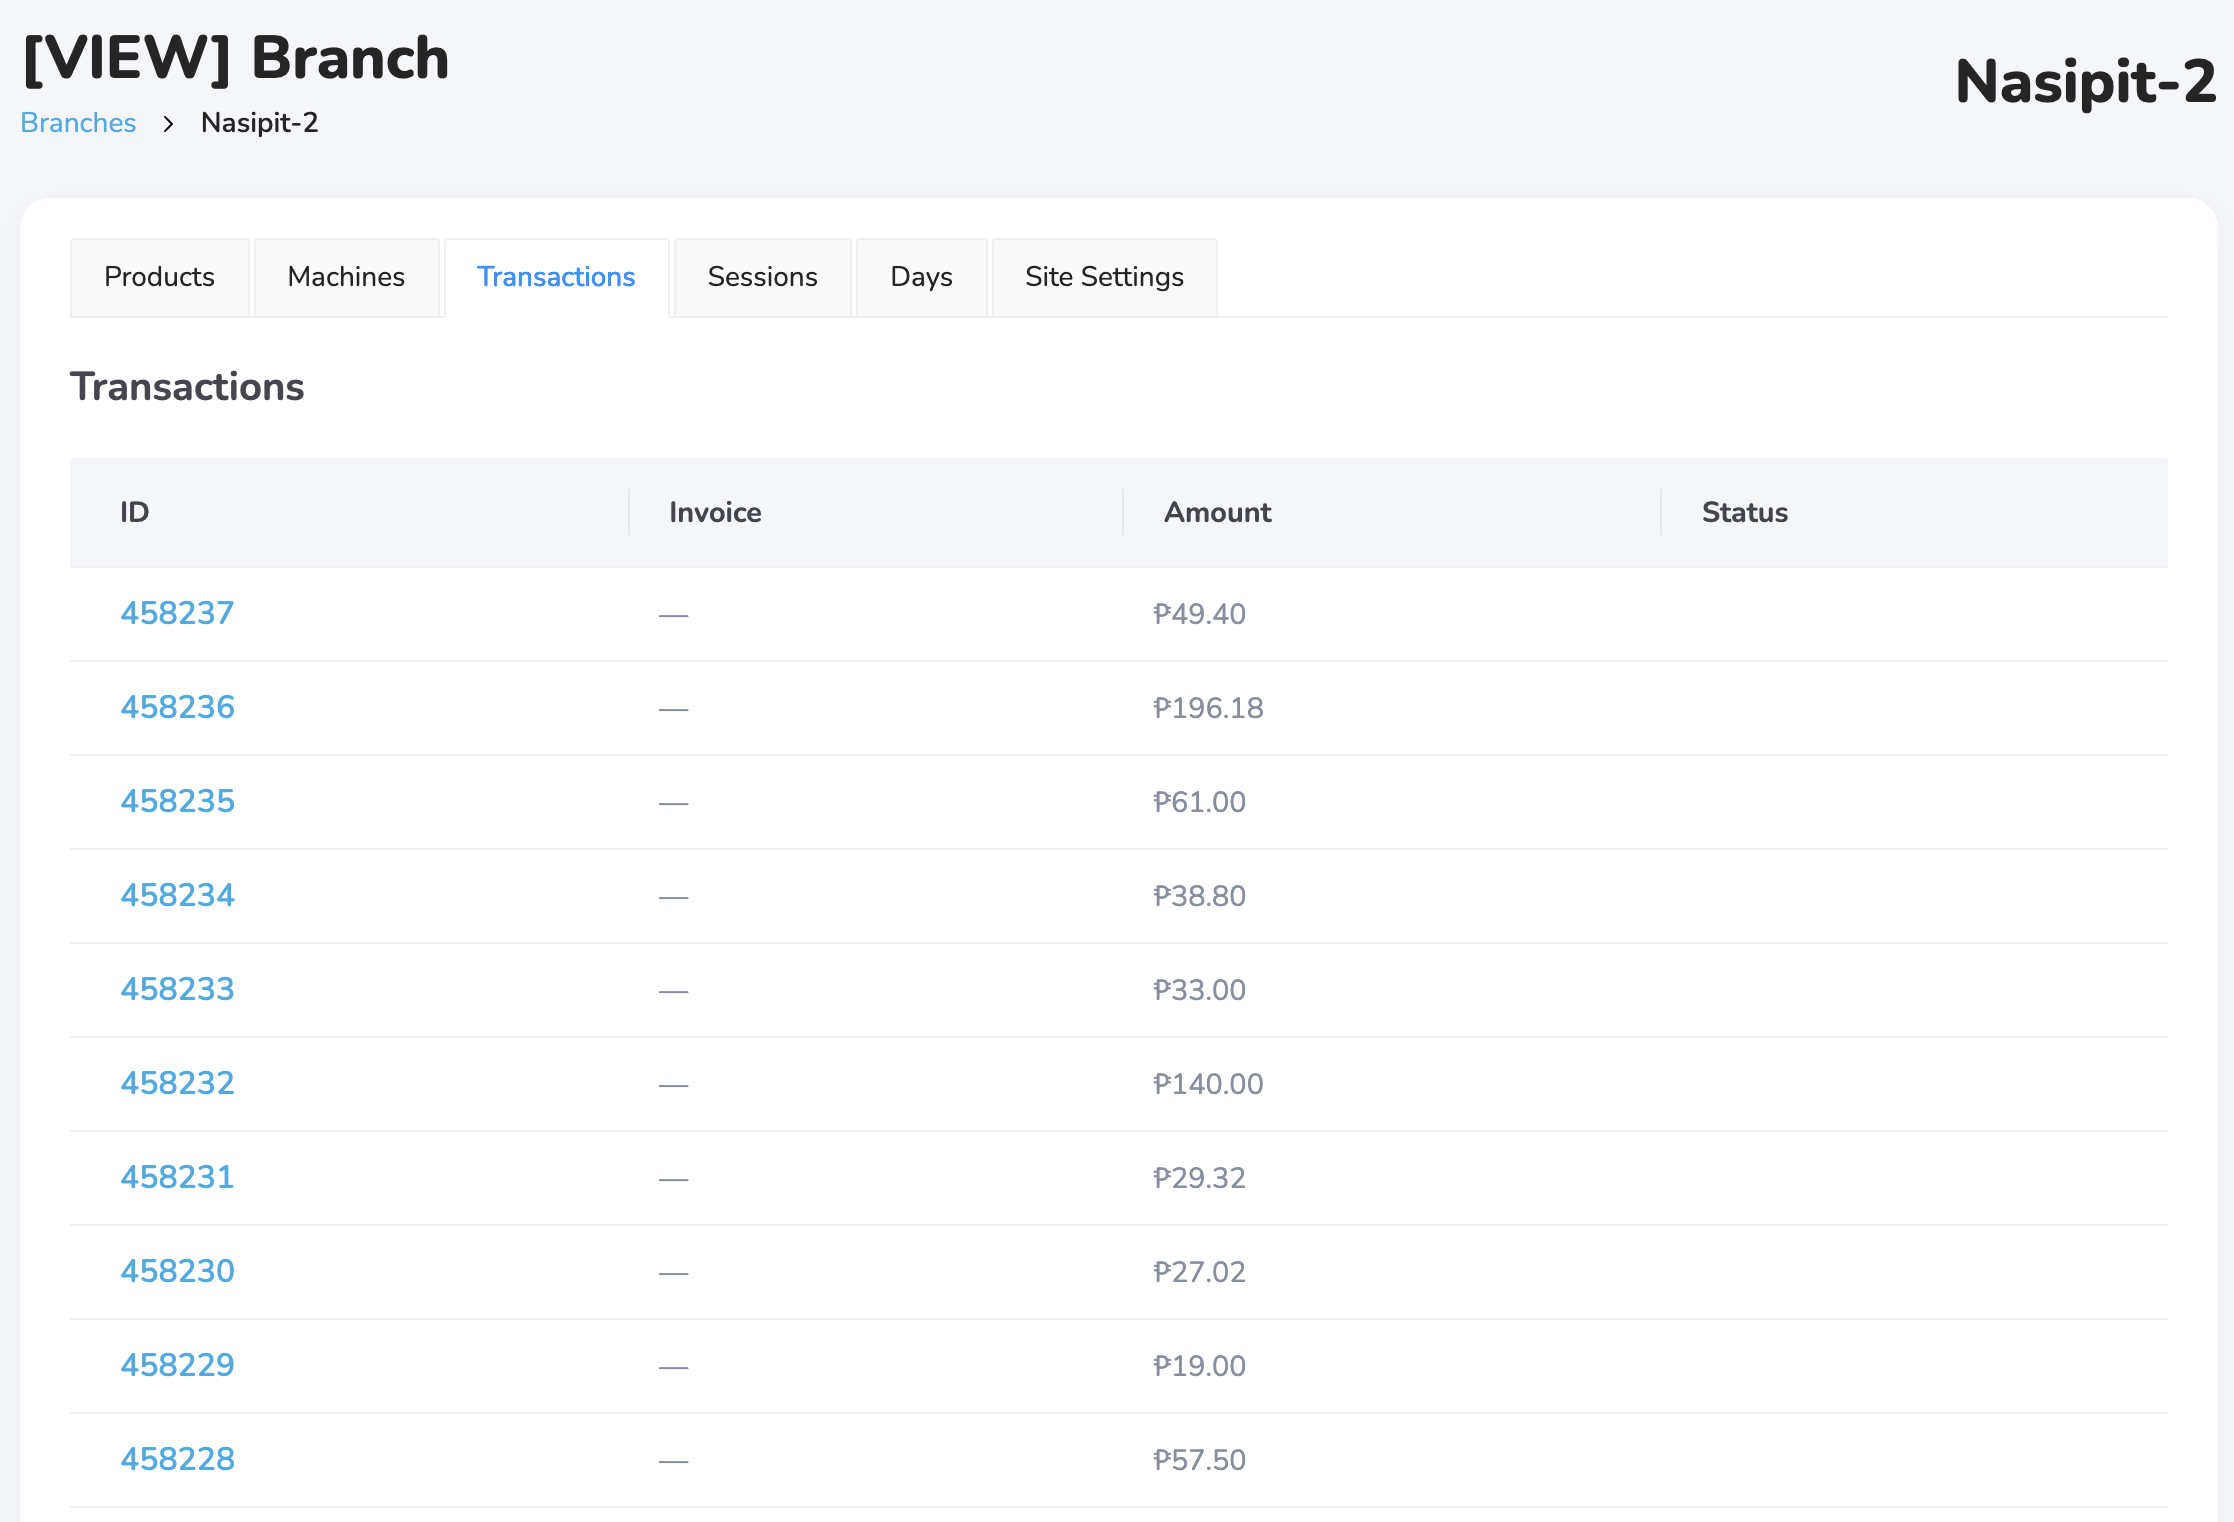 [VIEW] Branch
Nasipit-2
Branches > Nasipit-2
Products Machines Transactions Sessions Days Site Settings
Transactions
ID Invoice Amount Status
458237 — ₱49.40
458236 — ₱196.18
458235 — ₱61.00
458234 — ₱38.80
458233 — ₱33.00
458232 — ₱140.00
458231 — ₱29.32
458230 — ₱27.02
458229 — ₱19.00
458228 — ₱57.50